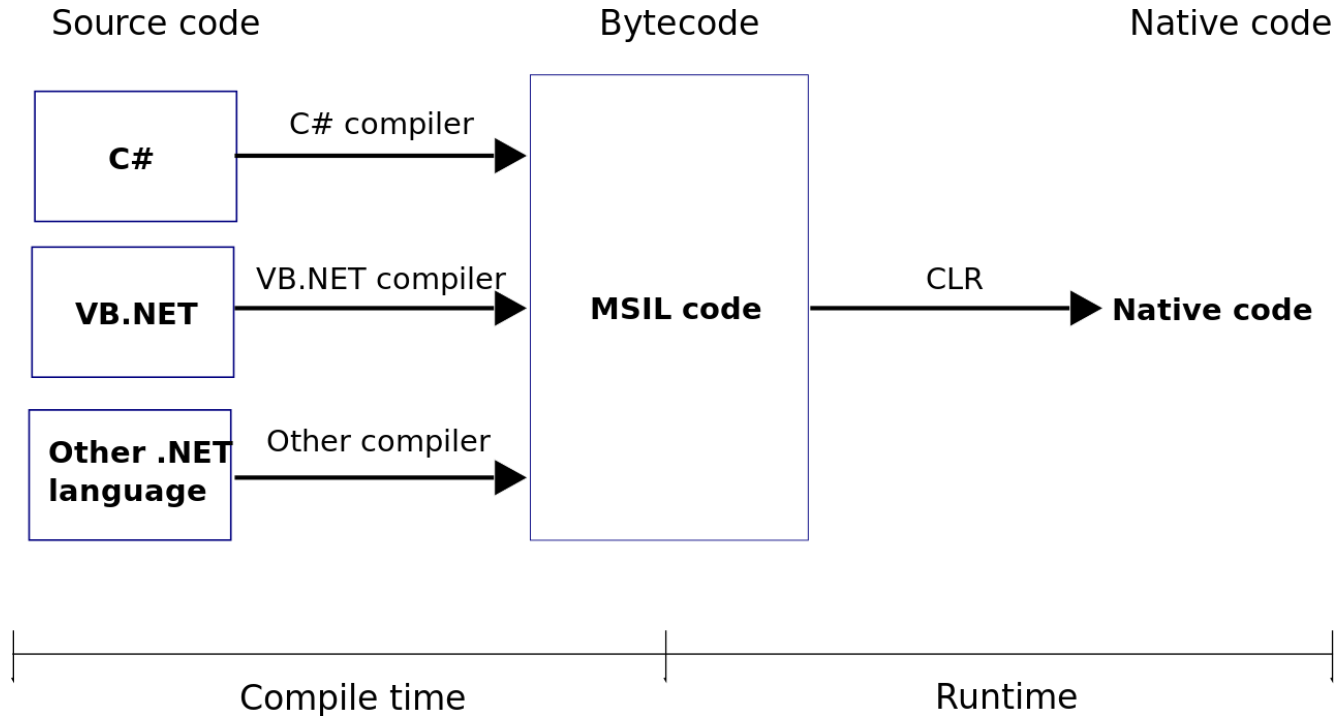 Source code
Bytecode
Native code
C# compiler
C#
VB.NET compiler
VB.NET
MSIL code
CLR
Native code
Other compiler
Other .NET
language
Compile time
Runtime